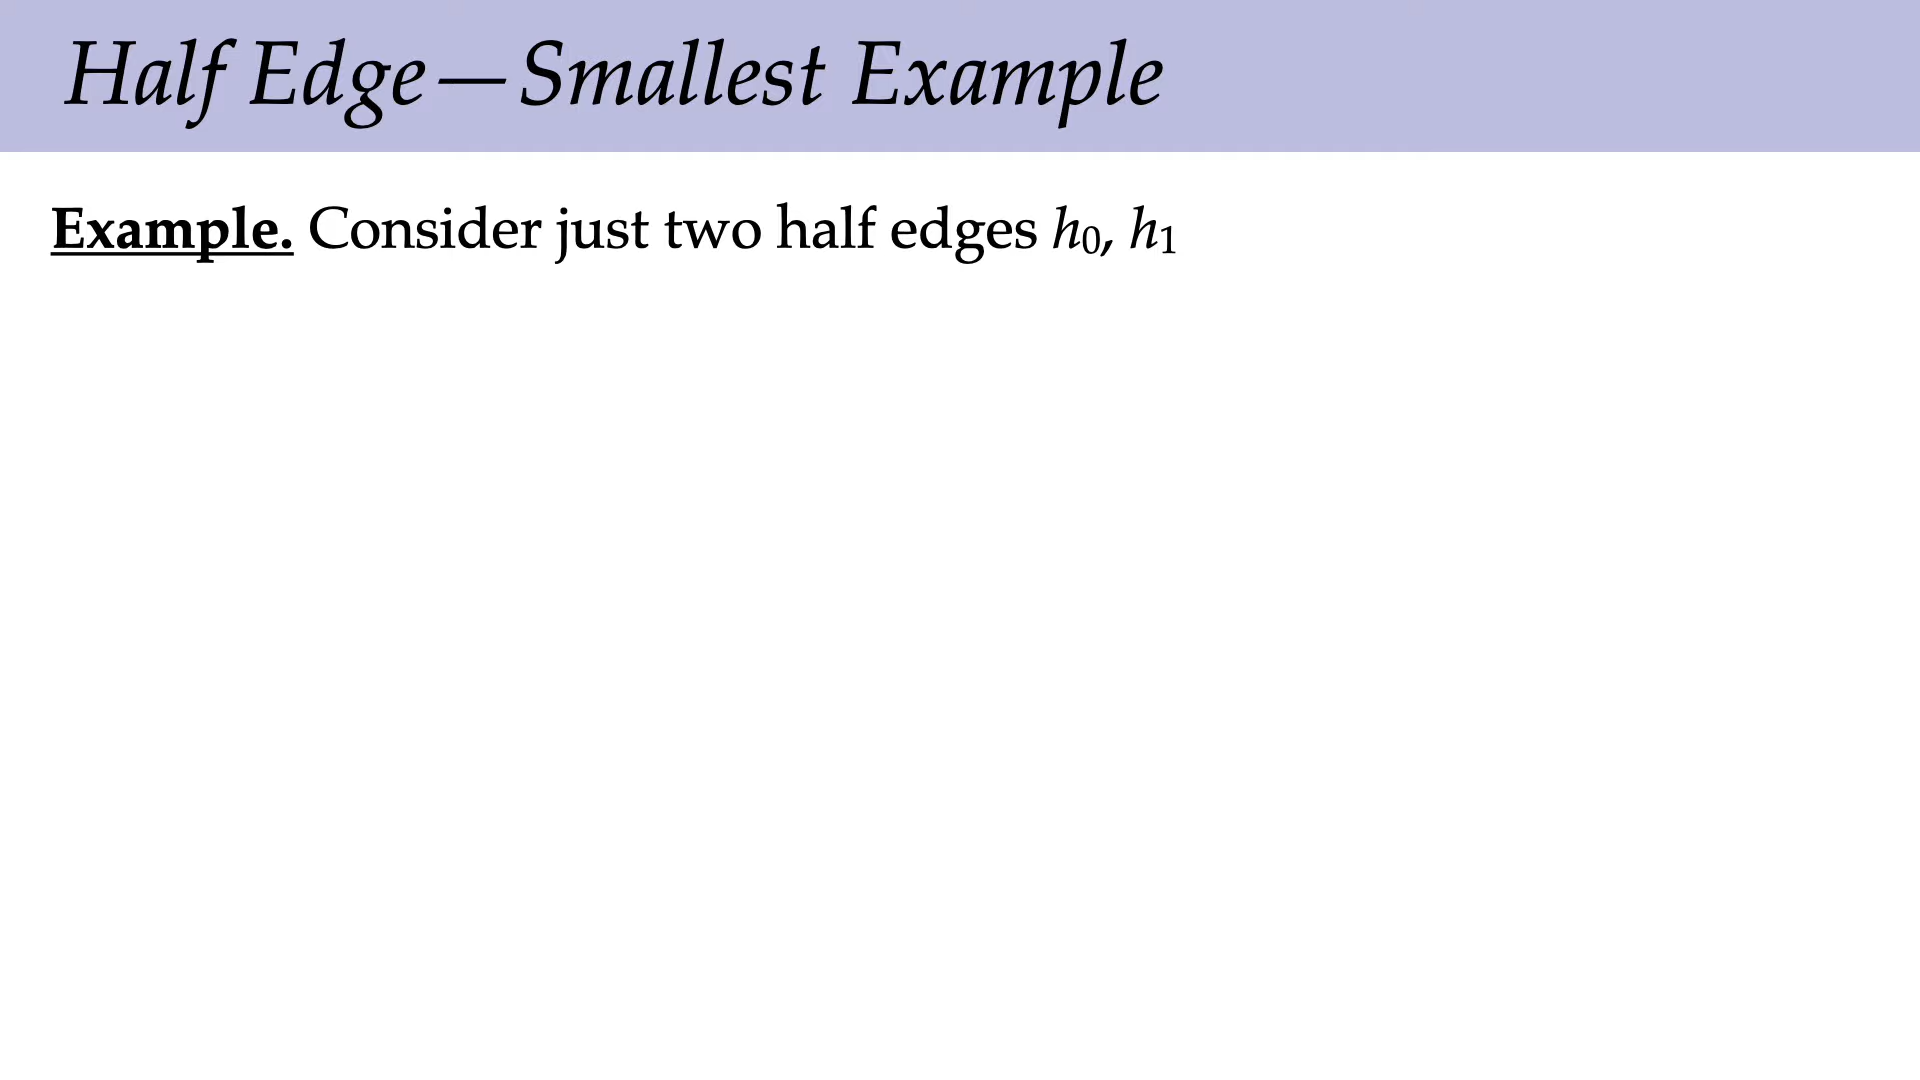 Half Edge—Smallest Example
Example. Consider just two half edges h₀, h₁